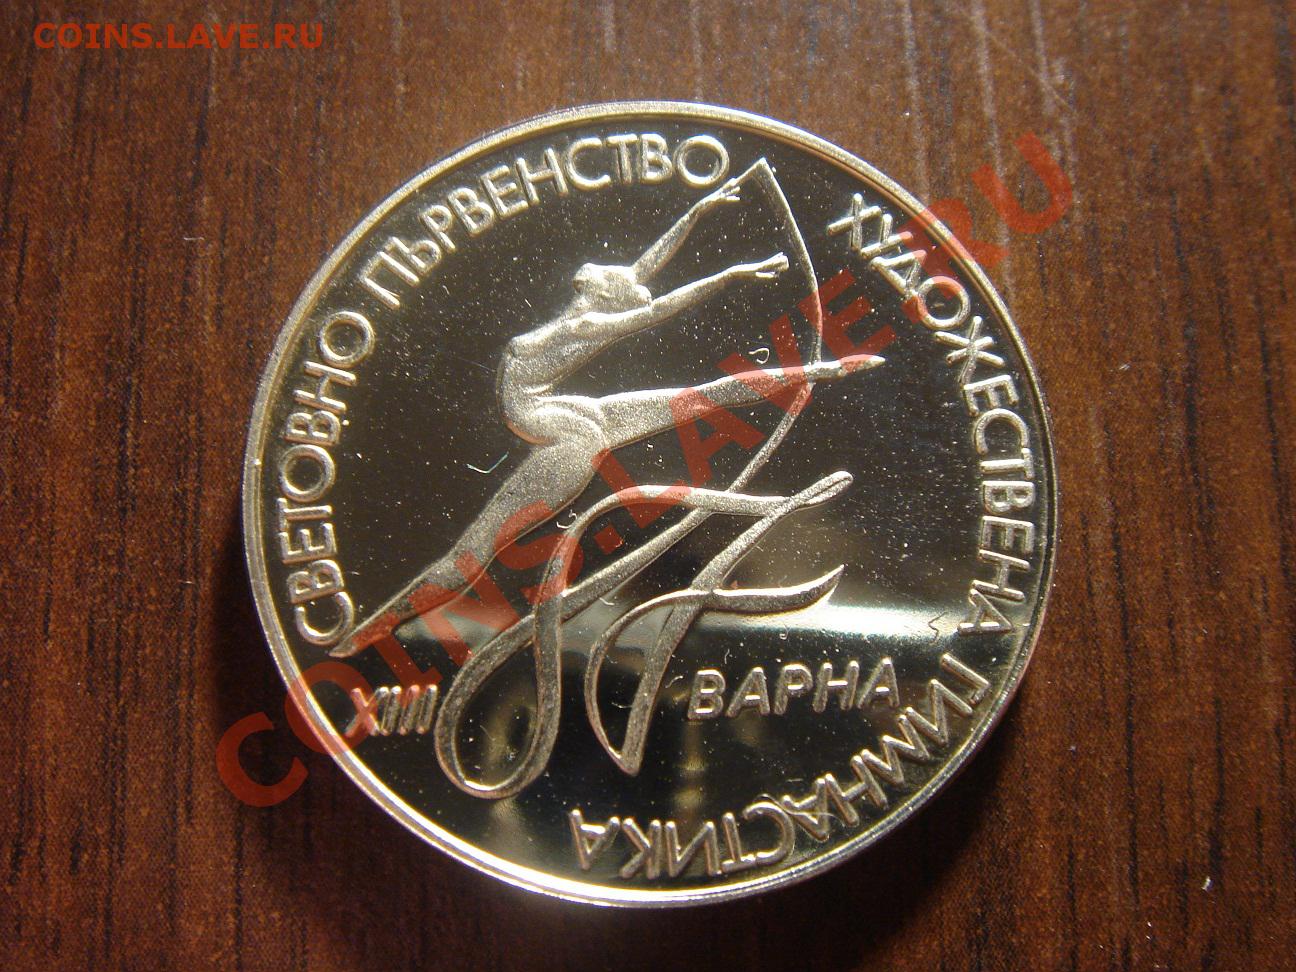 COINS.LAVE.RU
СВЕТОВНО ПЪРВЕНСТВО
ХУДОЖЕСТВЕНА ГИМНАСТИКА
XIII
ВАРНА
COINS.LAVE.RU